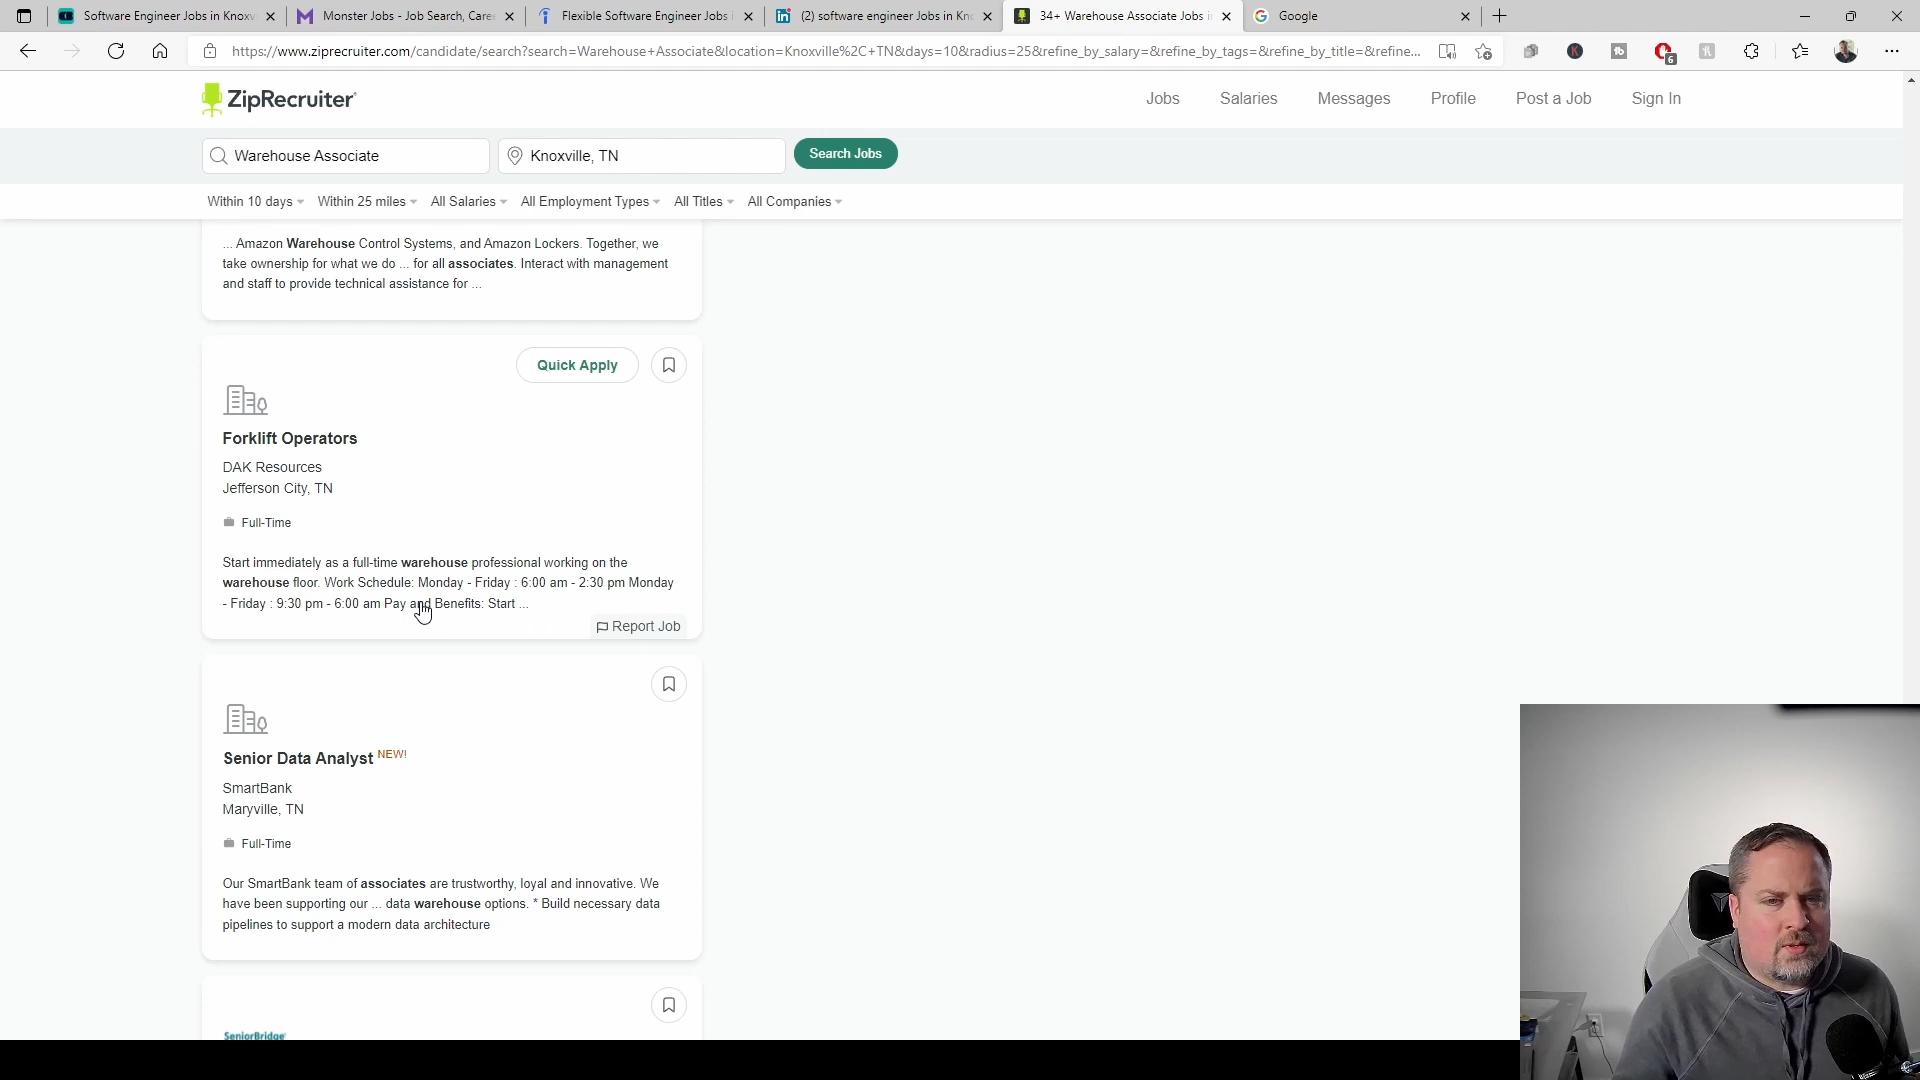 Software Engineer Jobs in Knoxv
Monster Jobs - Job Search, Caree
Flexible Software Engineer Jobs i
(2) software engineer Jobs in Kno
34+ Warehouse Associate Jobs i
Google
https://www.ziprecruiter.com/candidate/search?search=Warehouse+Associate&location=Knoxville%2C+TN&days=10&radius=25&refine_by_salary=&refine_by_tags=&refine_by_title=&refine...
6
ZipRecruiter
Jobs
Salaries
Messages
Profile
Post a Job
Sign In
Warehouse Associate
Knoxville, TN
Search Jobs
Within 10 days
Within 25 miles
All Salaries
All Employment Types
All Titles
All Companies
... Amazon Warehouse Control Systems, and Amazon Lockers. Together, we
take ownership for what we do ... for all associates. Interact with management
and staff to provide technical assistance for ...
Quick Apply
Forklift Operators
DAK Resources
Jefferson City, TN
Full-Time
Start immediately as a full-time warehouse professional working on the
warehouse floor. Work Schedule: Monday - Friday : 6:00 am - 2:30 pm Monday
- Friday : 9:30 pm - 6:00 am Pay and Benefits: Start ...
Report Job
Senior Data Analyst NEW!
SmartBank
Maryville, TN
Full-Time
Our SmartBank team of associates are trustworthy, loyal and innovative. We
have been supporting our ... data warehouse options. * Build necessary data
pipelines to support a modern data architecture
SeniorBridge